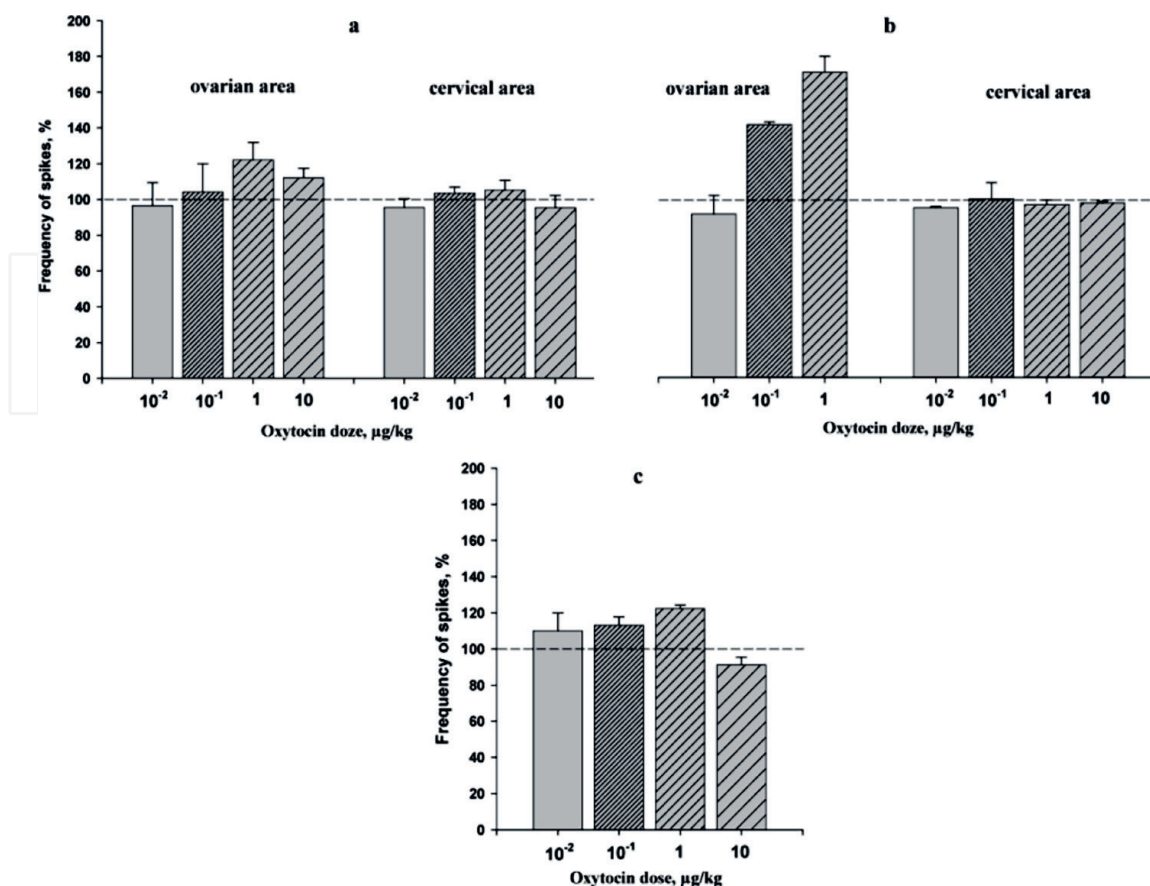 a
ovarian area
cervical area
Frequency of spikes, %
200
180
160
140
120
100
80
60
40
20
0
10⁻² 10⁻¹ 1 10 10⁻² 10⁻¹ 1 10
Oxytocin doze, µg/kg
b
ovarian area
cervical area
10⁻² 10⁻¹ 1 10⁻² 10⁻¹ 1 10
Oxytocin doze, µg/kg
c
Frequency of spikes, %
200
180
160
140
120
100
80
60
40
20
0
10⁻² 10⁻¹ 1 10
Oxytocin dose, µg/kg